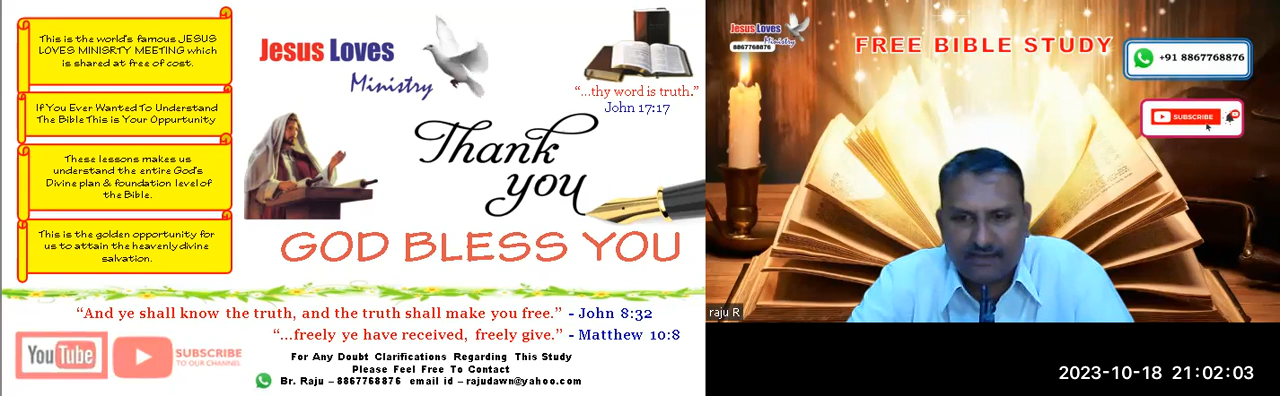 This is the world's famous JESUS
LOVES MINISRTY MEETING which
is shared at free of cost.
If You Ever Wanted To Understand
The Bible This is Your Oppurtunity
These lessons makes us
understand the entire God's
Divine plan & foundation level of
the Bible.
This is the golden opportunity for
us to attain the heavenly divine
salvation.
Jesus Loves
Ministry
"...thy word is truth."
John 17:17
Thank
you
GOD BLESS YOU
"And ye shall know the truth, and the truth shall make you free." - John 8:32
"...freely ye have received, freely give." - Matthew 10:8
YouTube
SUBSCRIBE
TO OUR CHANNEL
For Any Doubt Clarifications Regarding This Study
Please Feel Free To Contact
Br. Raju – 8867768876 email id – rajudawn@yahoo.com
Jesus Loves
Ministry
8867768876
FREE BIBLE STUDY
+91 8867768876
SUBSCRIBE
raju R
2023-10-18 21:02:03